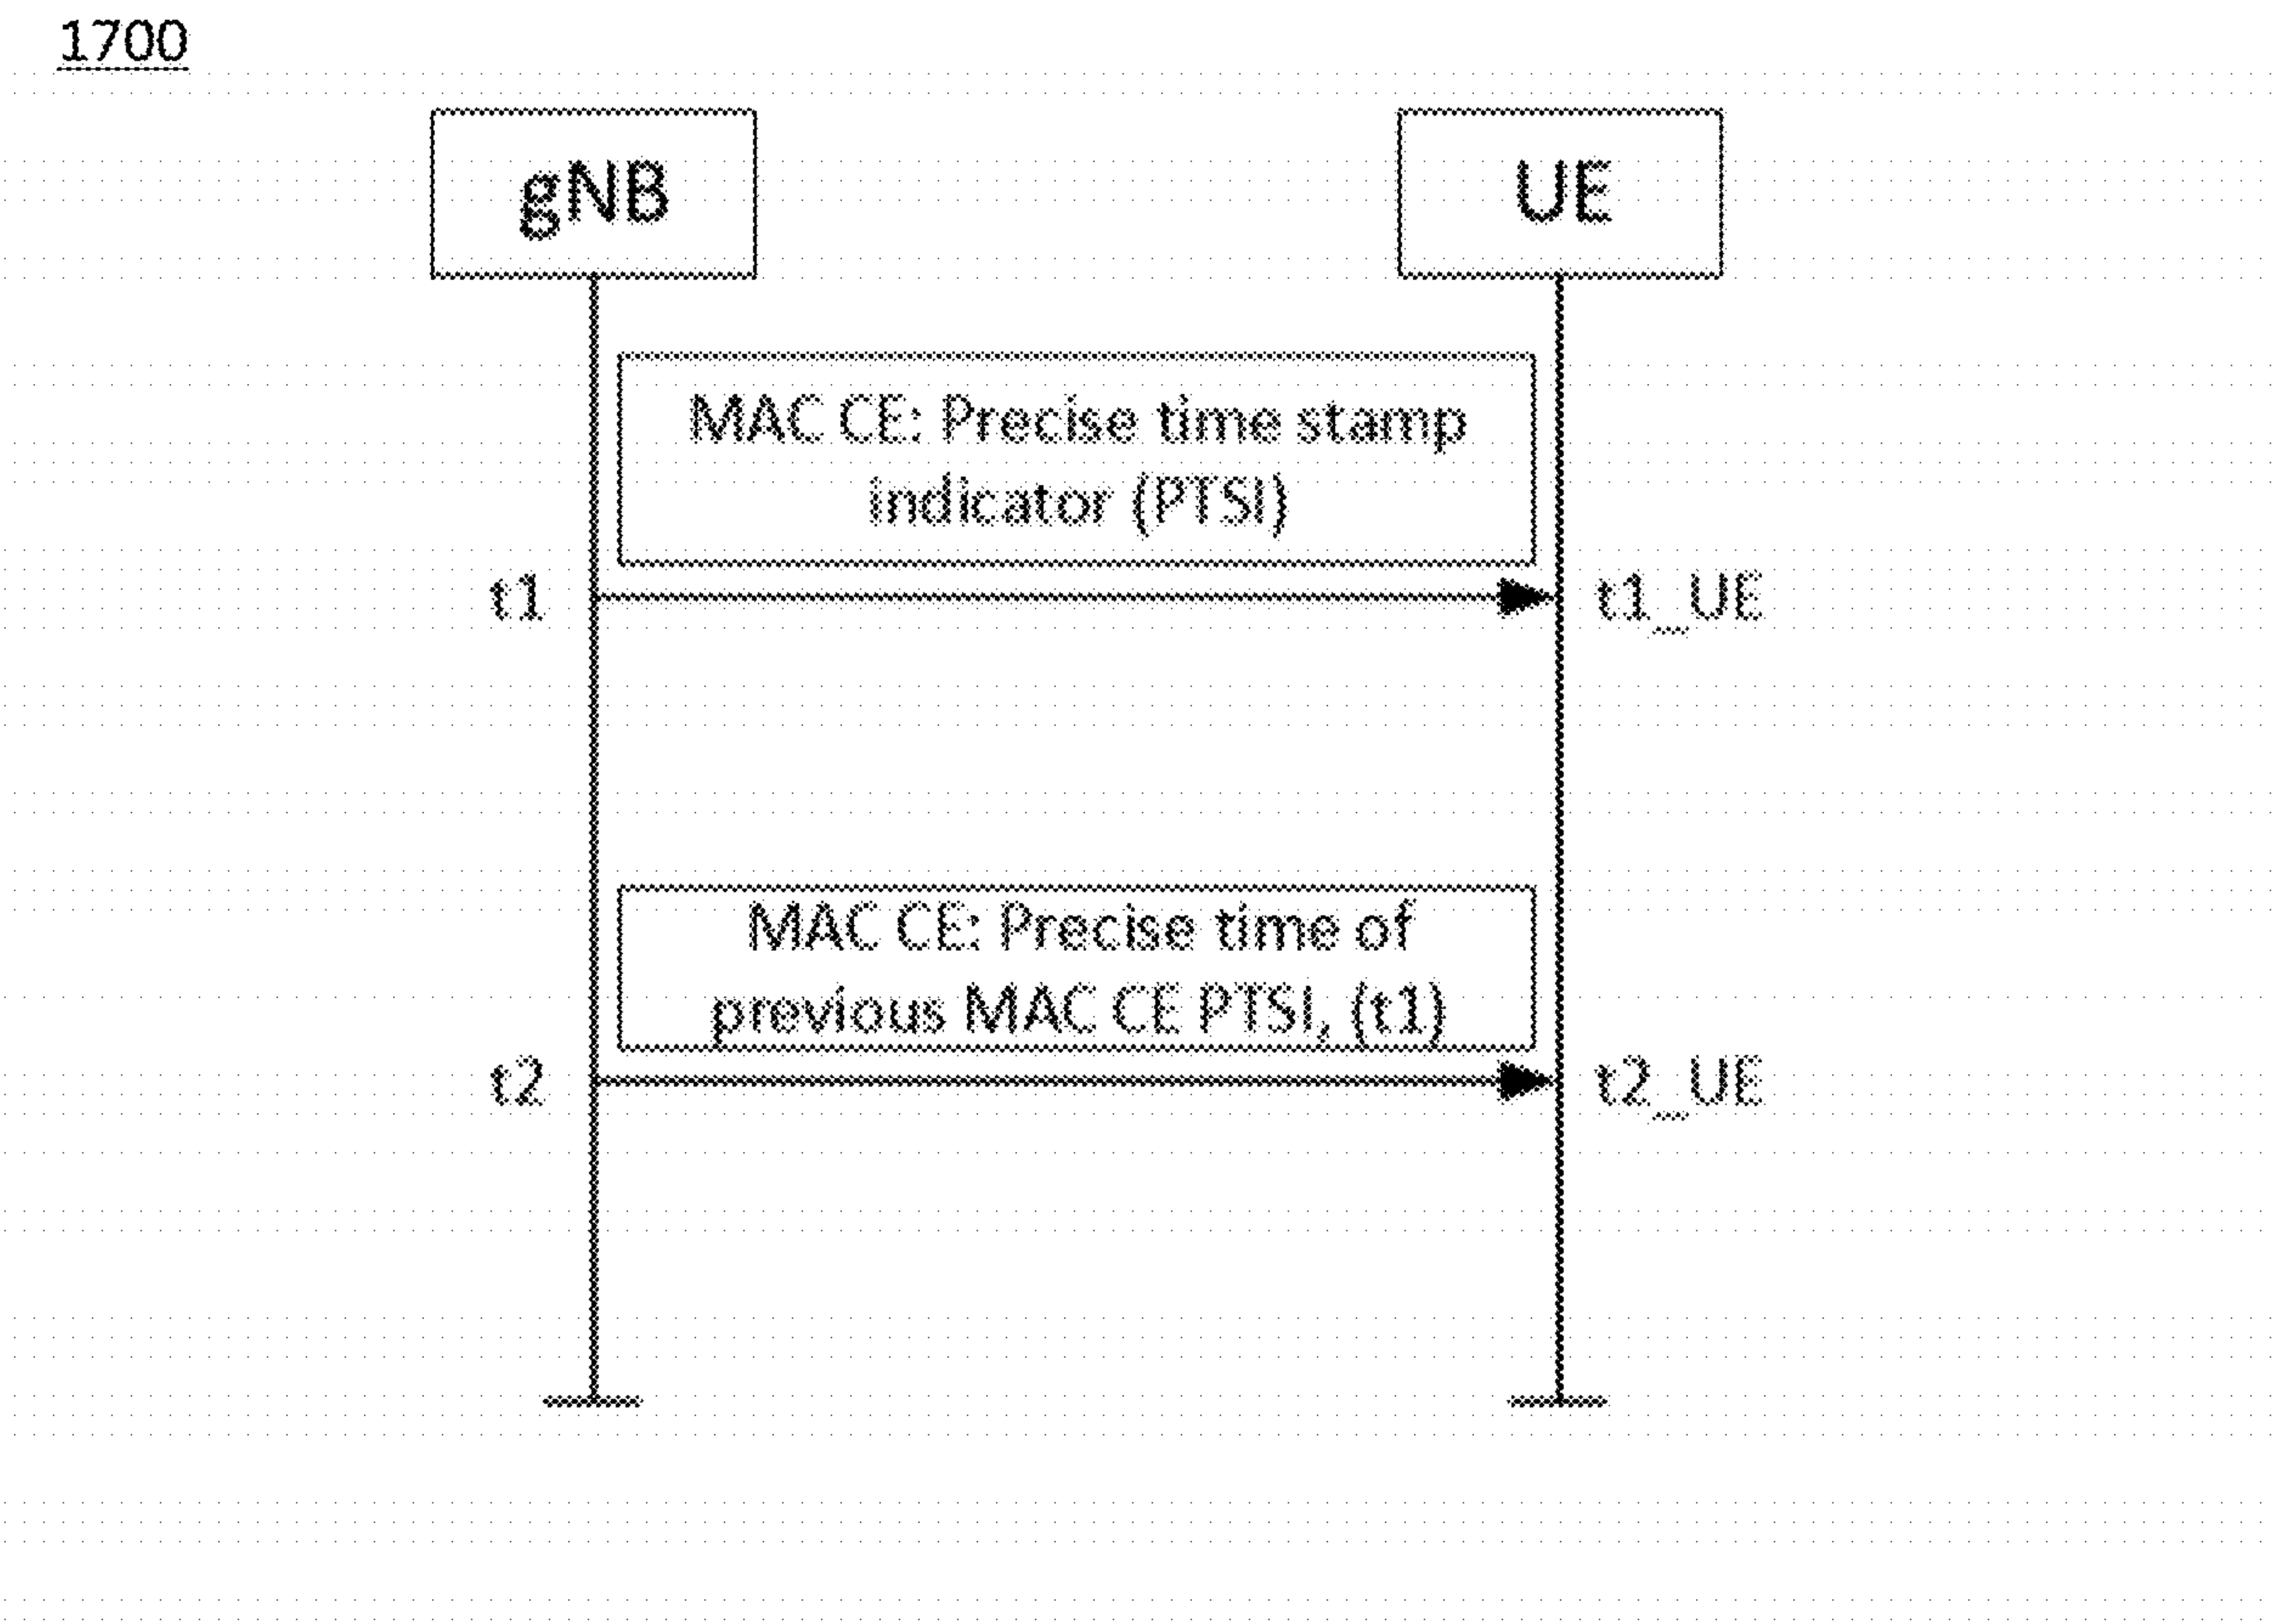 1700
gNB
UE
MAC CE: Precise time stamp
indicator (PTSI)
t1
t1_UE
MAC CE: Precise time of
previous MAC CE PTSI, (t1)
t2
t2_UE